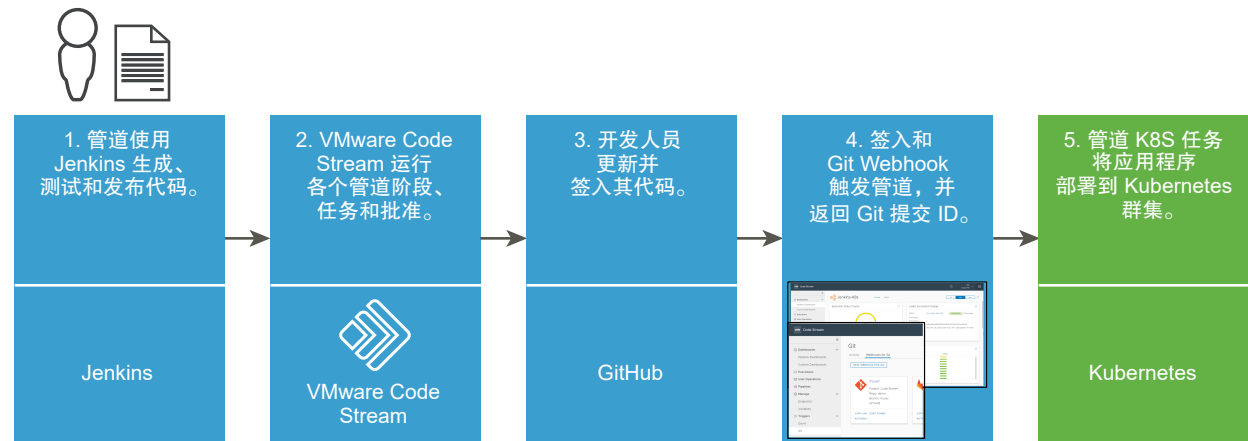 1. 管道使用
Jenkins 生成、
测试和发布代码。
2. VMware Code
Stream 运行
各个管道阶段、
任务和批准。
3. 开发人员
更新并
签入其代码。
4. 签入和
Git Webhook
触发管道，并
返回 Git 提交 ID。
5. 管道 K8S 任务
将应用程序
部署到 Kubernetes
群集。
Jenkins
VMware Code
Stream
GitHub
Code Stream
Git
Kubernetes